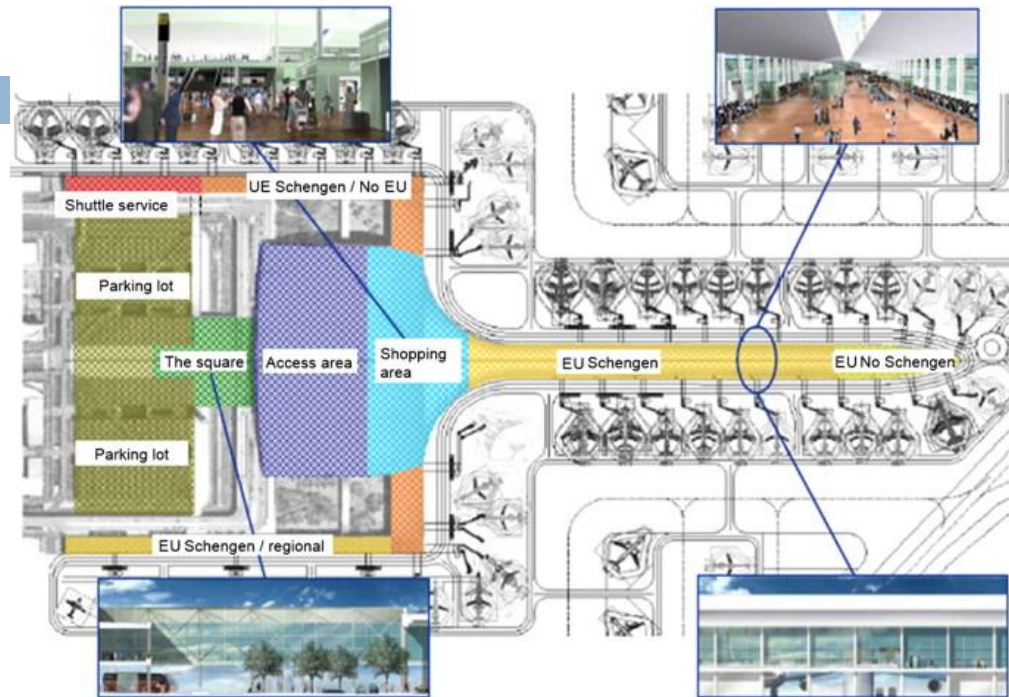 UE Schengen / No EU
Shuttle service
Parking lot
The square
Access area
Shopping
area
EU Schengen
EU No Schengen
Parking lot
EU Schengen / regional